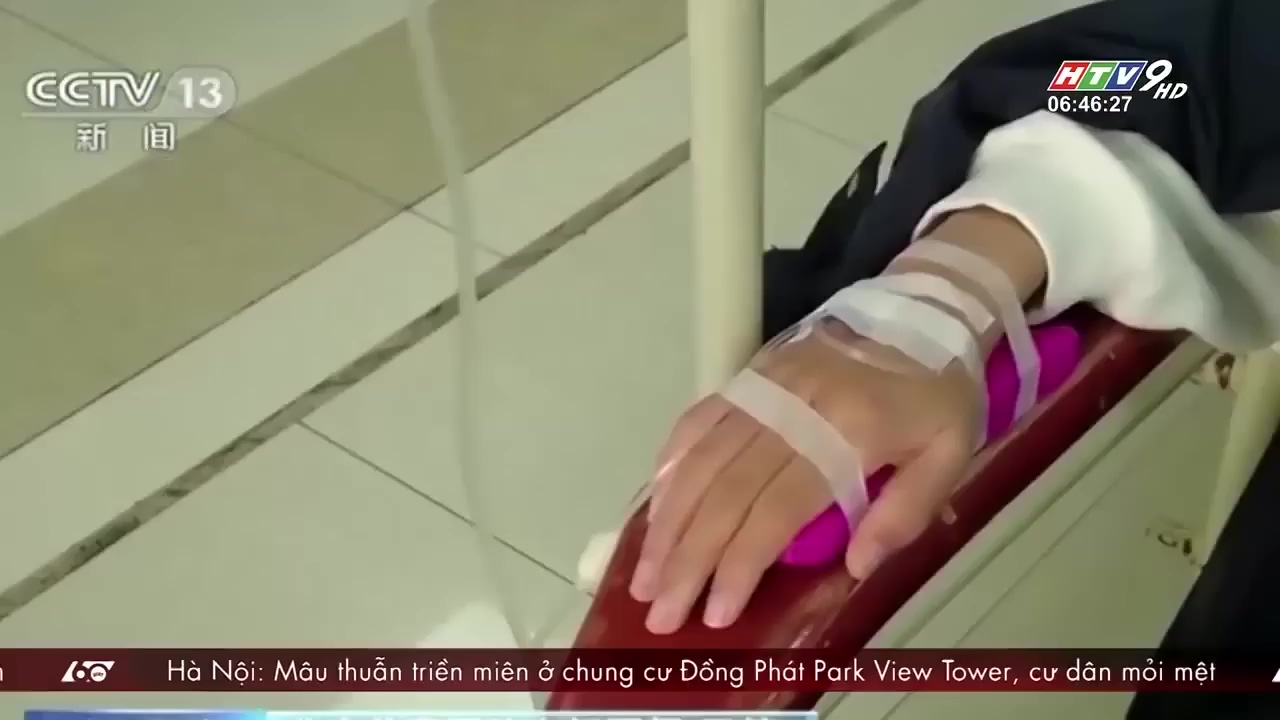 CCTV 13
新闻
HTV9 HD
06:46:27
60 giây
Hà Nội: Mâu thuẫn triền miên ở chung cư Đồng Phát Park View Tower, cư dân mỏi mệt